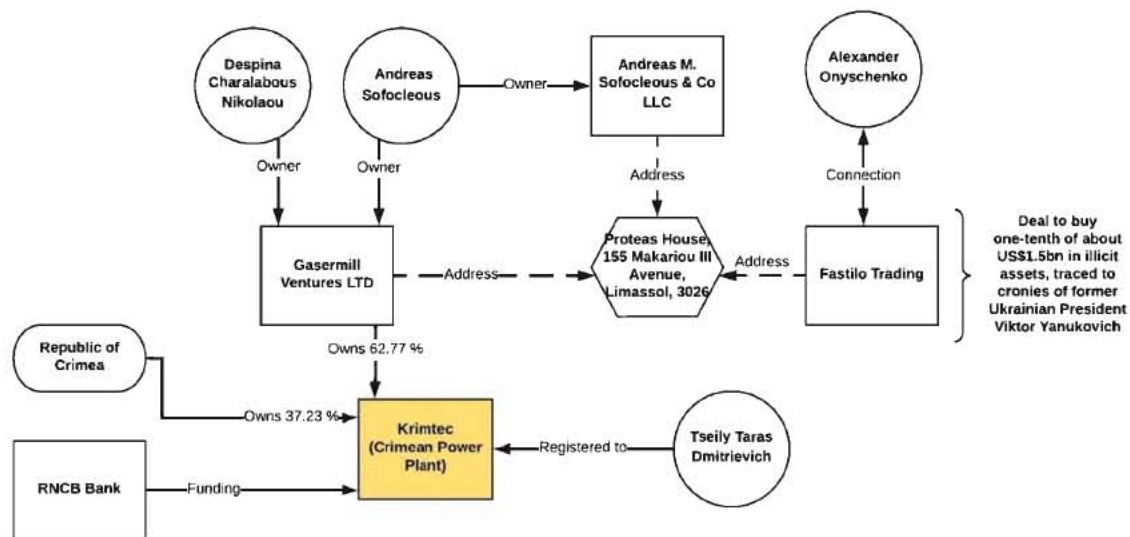 Despina
Charalabous
Nikolaou
Andreas
Sofocleous
Owner
Andreas M.
Sofocleous & Co
LLC
Alexander
Onyschenko
Owner
Owner
Address
Connection
Gasermill
Ventures LTD
Address
Proteas House,
155 Makariou III
Avenue,
Limassol, 3026
Address
Fastilo Trading
Deal to buy
one-tenth of about
US$1.5bn in illicit
assets, traced to
cronies of former
Ukrainian President
Viktor Yanukovich
Owns 62.77 %
Republic of
Crimea
Owns 37.23 %
Krimtec
(Crimean Power
Plant)
Registered to
Tseily Taras
Dmitrievich
RNCB Bank
Funding